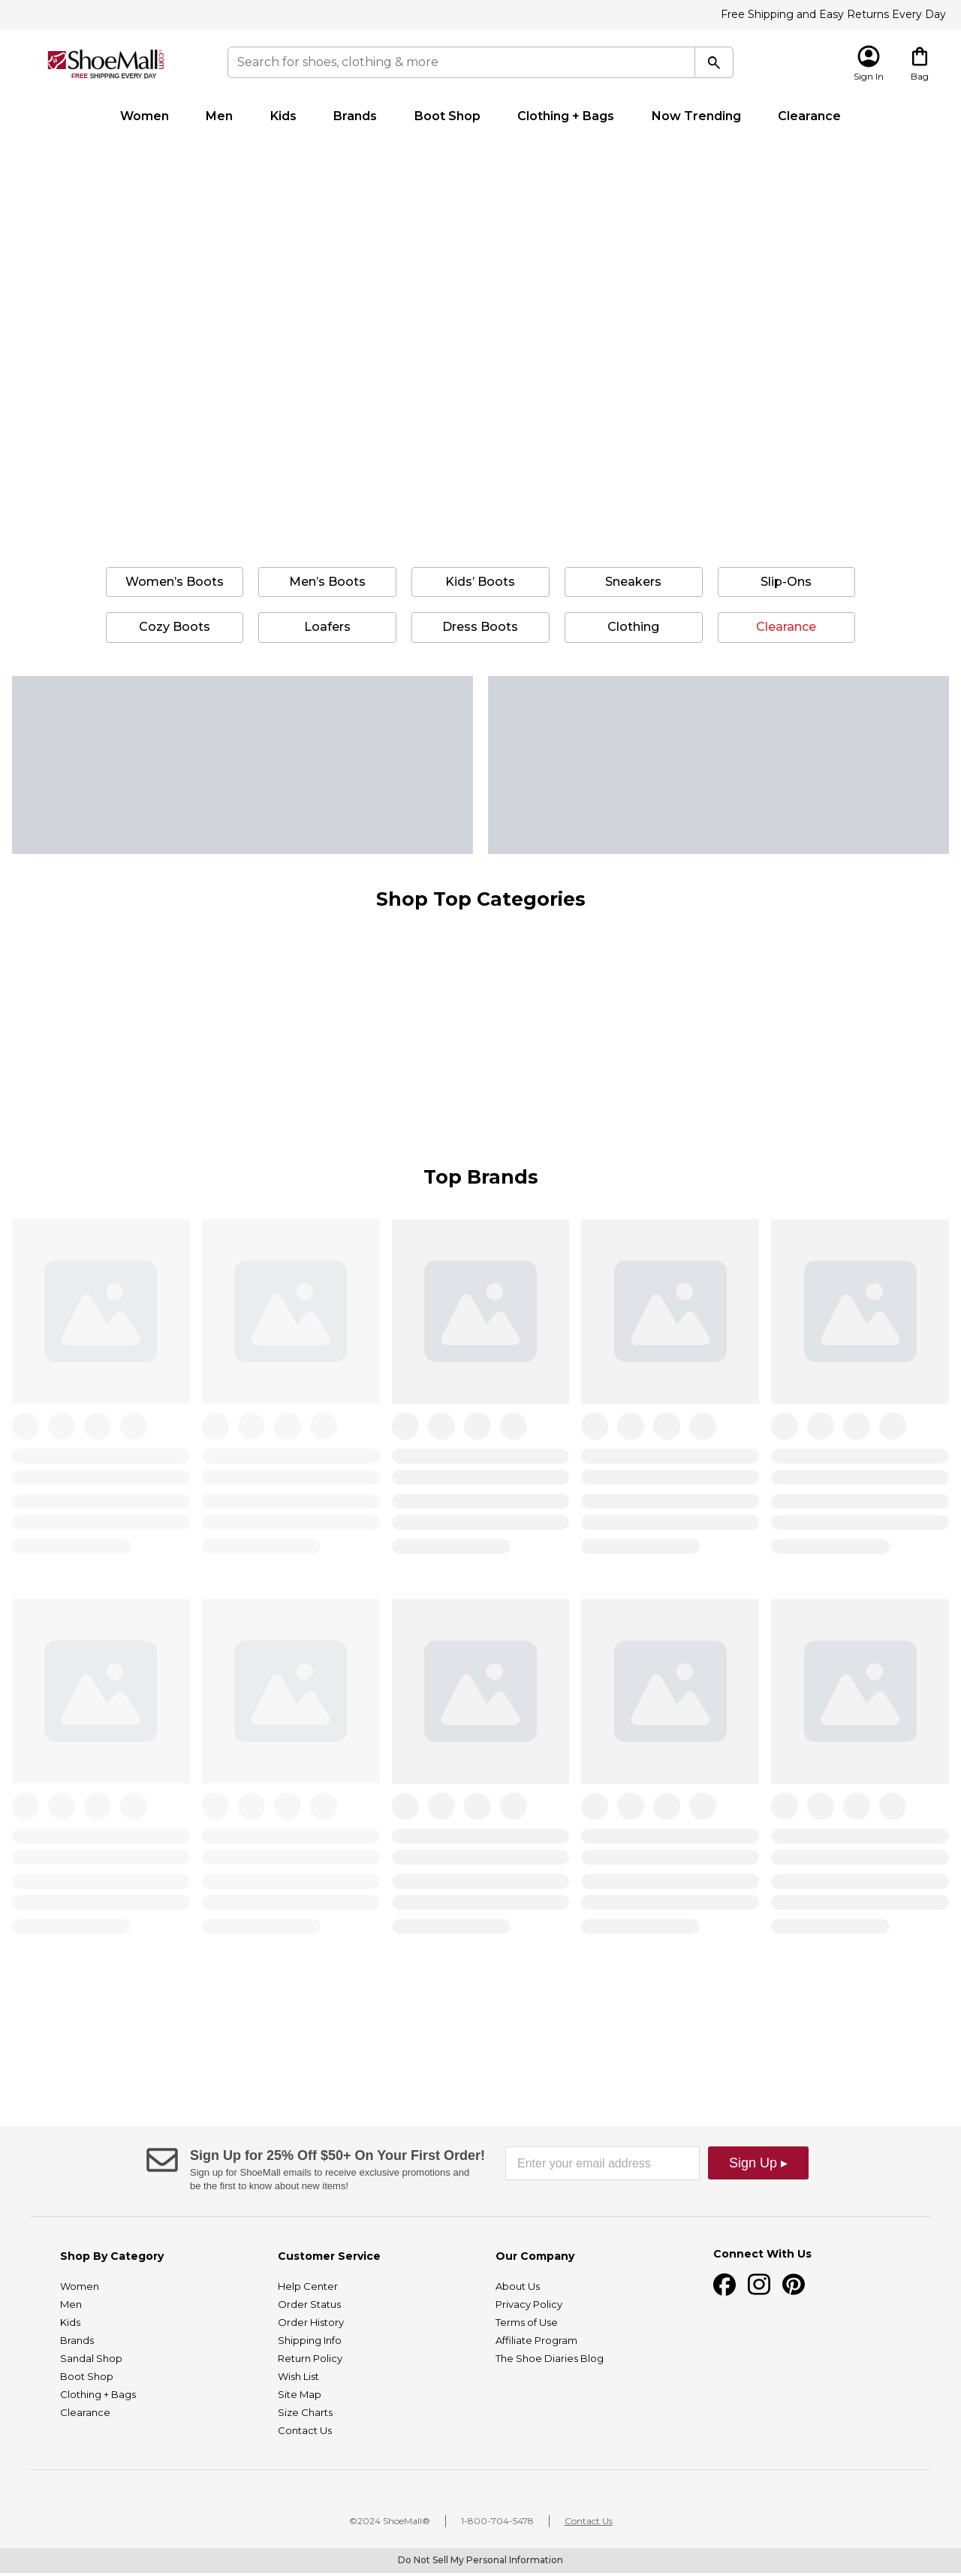 Free Shipping and Easy Returns Every Day
ShoeMall.com
FREE SHIPPING EVERY DAY
Search for shoes, clothing & more
Sign In
Bag
Women Men Kids Brands Boot Shop Clothing + Bags Now Trending Clearance
Women's Boots Men's Boots Kids' Boots Sneakers Slip-Ons
Cozy Boots Loafers Dress Boots Clothing Clearance
Shop Top Categories
Top Brands
Sign Up for 25% Off $50+ On Your First Order!
Sign up for ShoeMall emails to receive exclusive promotions and
be the first to know about new items!
Enter your email address
Sign Up ▸
Shop By Category
Women
Men
Kids
Brands
Sandal Shop
Boot Shop
Clothing + Bags
Clearance
Customer Service
Help Center
Order Status
Order History
Shipping Info
Return Policy
Wish List
Site Map
Size Charts
Contact Us
Our Company
About Us
Privacy Policy
Terms of Use
Affiliate Program
The Shoe Diaries Blog
Connect With Us
©2024 ShoeMall® 1-800-704-5478 Contact Us
Do Not Sell My Personal Information